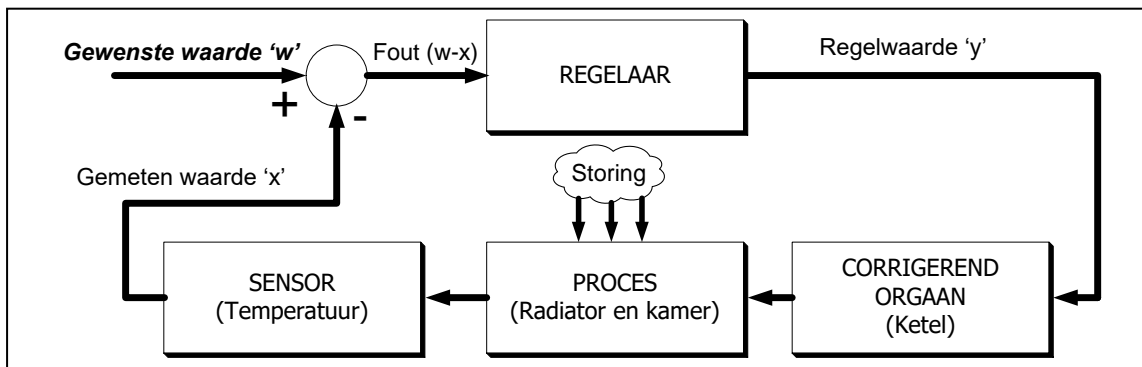 Gewenste waarde ‘w’
Fout (w-x)
REGELAAR
Regelwaarde ‘y’
+
-
Gemeten waarde ‘x’
Storing
SENSOR
(Temperatuur)
PROCES
(Radiator en kamer)
CORRIGEREND
ORGAAN
(Ketel)